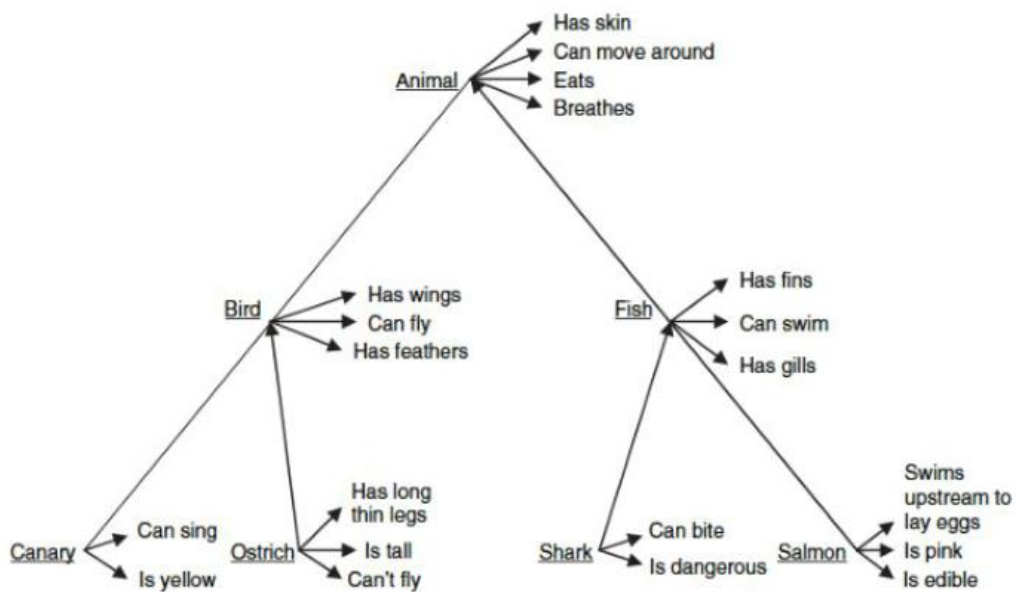 Has skin
Can move around
Animal
Eats
Breathes
Has wings
Bird
Can fly
Has feathers
Has fins
Fish
Can swim
Has gills
Can sing
Canary
Is yellow
Has long
thin legs
Ostrich
Is tall
Can't fly
Can bite
Shark
Is dangerous
Swims
upstream to
lay eggs
Salmon
Is pink
Is edible